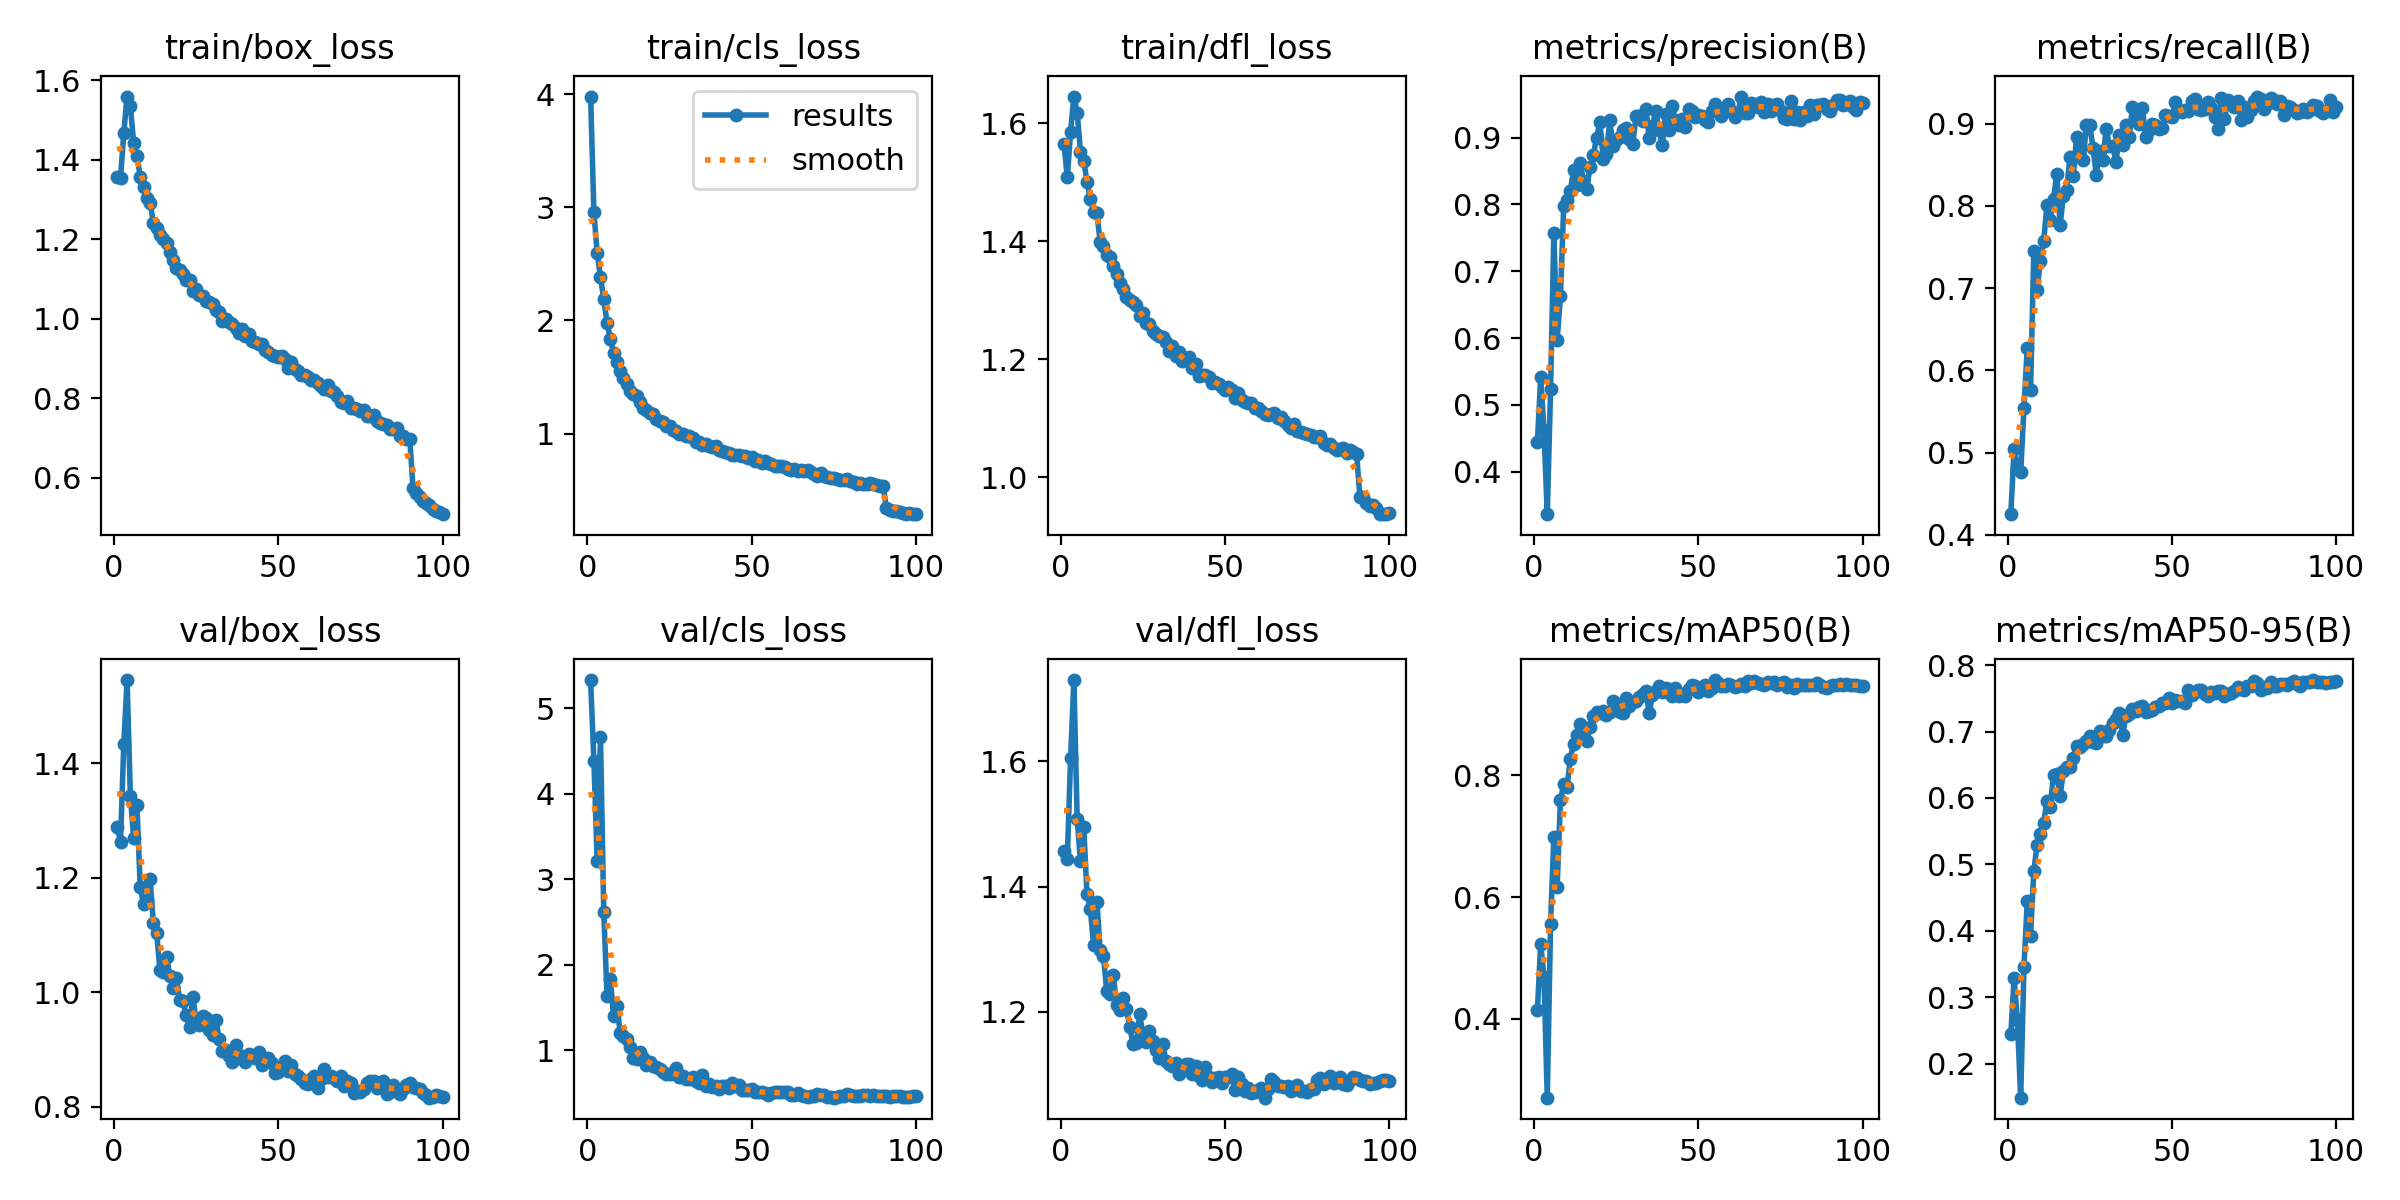 train/box_loss
1.6
1.4
1.2
1.0
0.8
0.6
0 50 100
train/cls_loss
4
3
2
1
0 50 100
results
smooth
train/dfl_loss
1.6
1.4
1.2
1.0
0 50 100
metrics/precision(B)
0.9
0.8
0.7
0.6
0.5
0.4
0 50 100
metrics/recall(B)
0.9
0.8
0.7
0.6
0.5
0.4
0 50 100
val/box_loss
1.4
1.2
1.0
0.8
0 50 100
val/cls_loss
5
4
3
2
1
0 50 100
val/dfl_loss
1.6
1.4
1.2
0 50 100
metrics/mAP50(B)
0.8
0.6
0.4
0 50 100
metrics/mAP50-95(B)
0.8
0.7
0.6
0.5
0.4
0.3
0.2
0 50 100